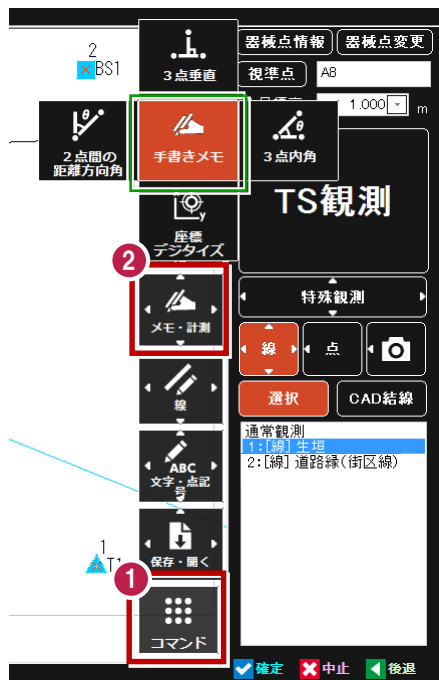 2
BS1
3点垂直
器械点情報
器械点変更
視準点
A8
1.000
m
2点間の
距離方向角
手書きメモ
3点内角
TS観測
y
座標
デジタイズ
2
メモ・計測
特殊観測
線
点
線
選択
CAD結線
通常観測
1:[線] 生垣
2:[線] 道路縁(街区線)
ABC
文字・点記
号
1
保存・開く
1
コマンド
確定
中止
後退